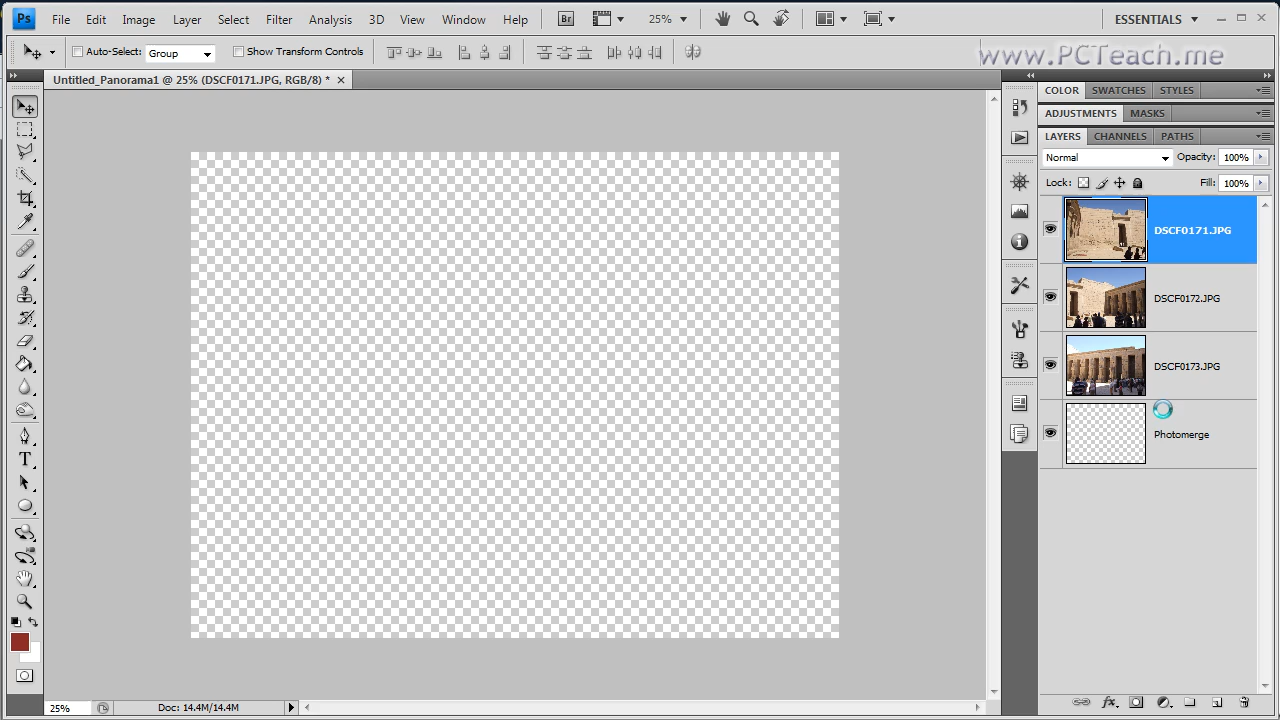 Ps File Edit Image Layer Select Filter Analysis 3D View Window Help Br 25% ESSENTIALS
Auto-Select: Group Show Transform Controls
www.PCTeach.me
Untitled_Panorama1 @ 25% (DSCF0171.JPG, RGB/8) *
COLOR SWATCHES STYLES
ADJUSTMENTS MASKS
LAYERS CHANNELS PATHS
Normal Opacity: 100%
Lock: Fill: 100%
DSCF0171.JPG
DSCF0172.JPG
DSCF0173.JPG
Photomerge
T
25% Doc: 14.4M/14.4M
fx